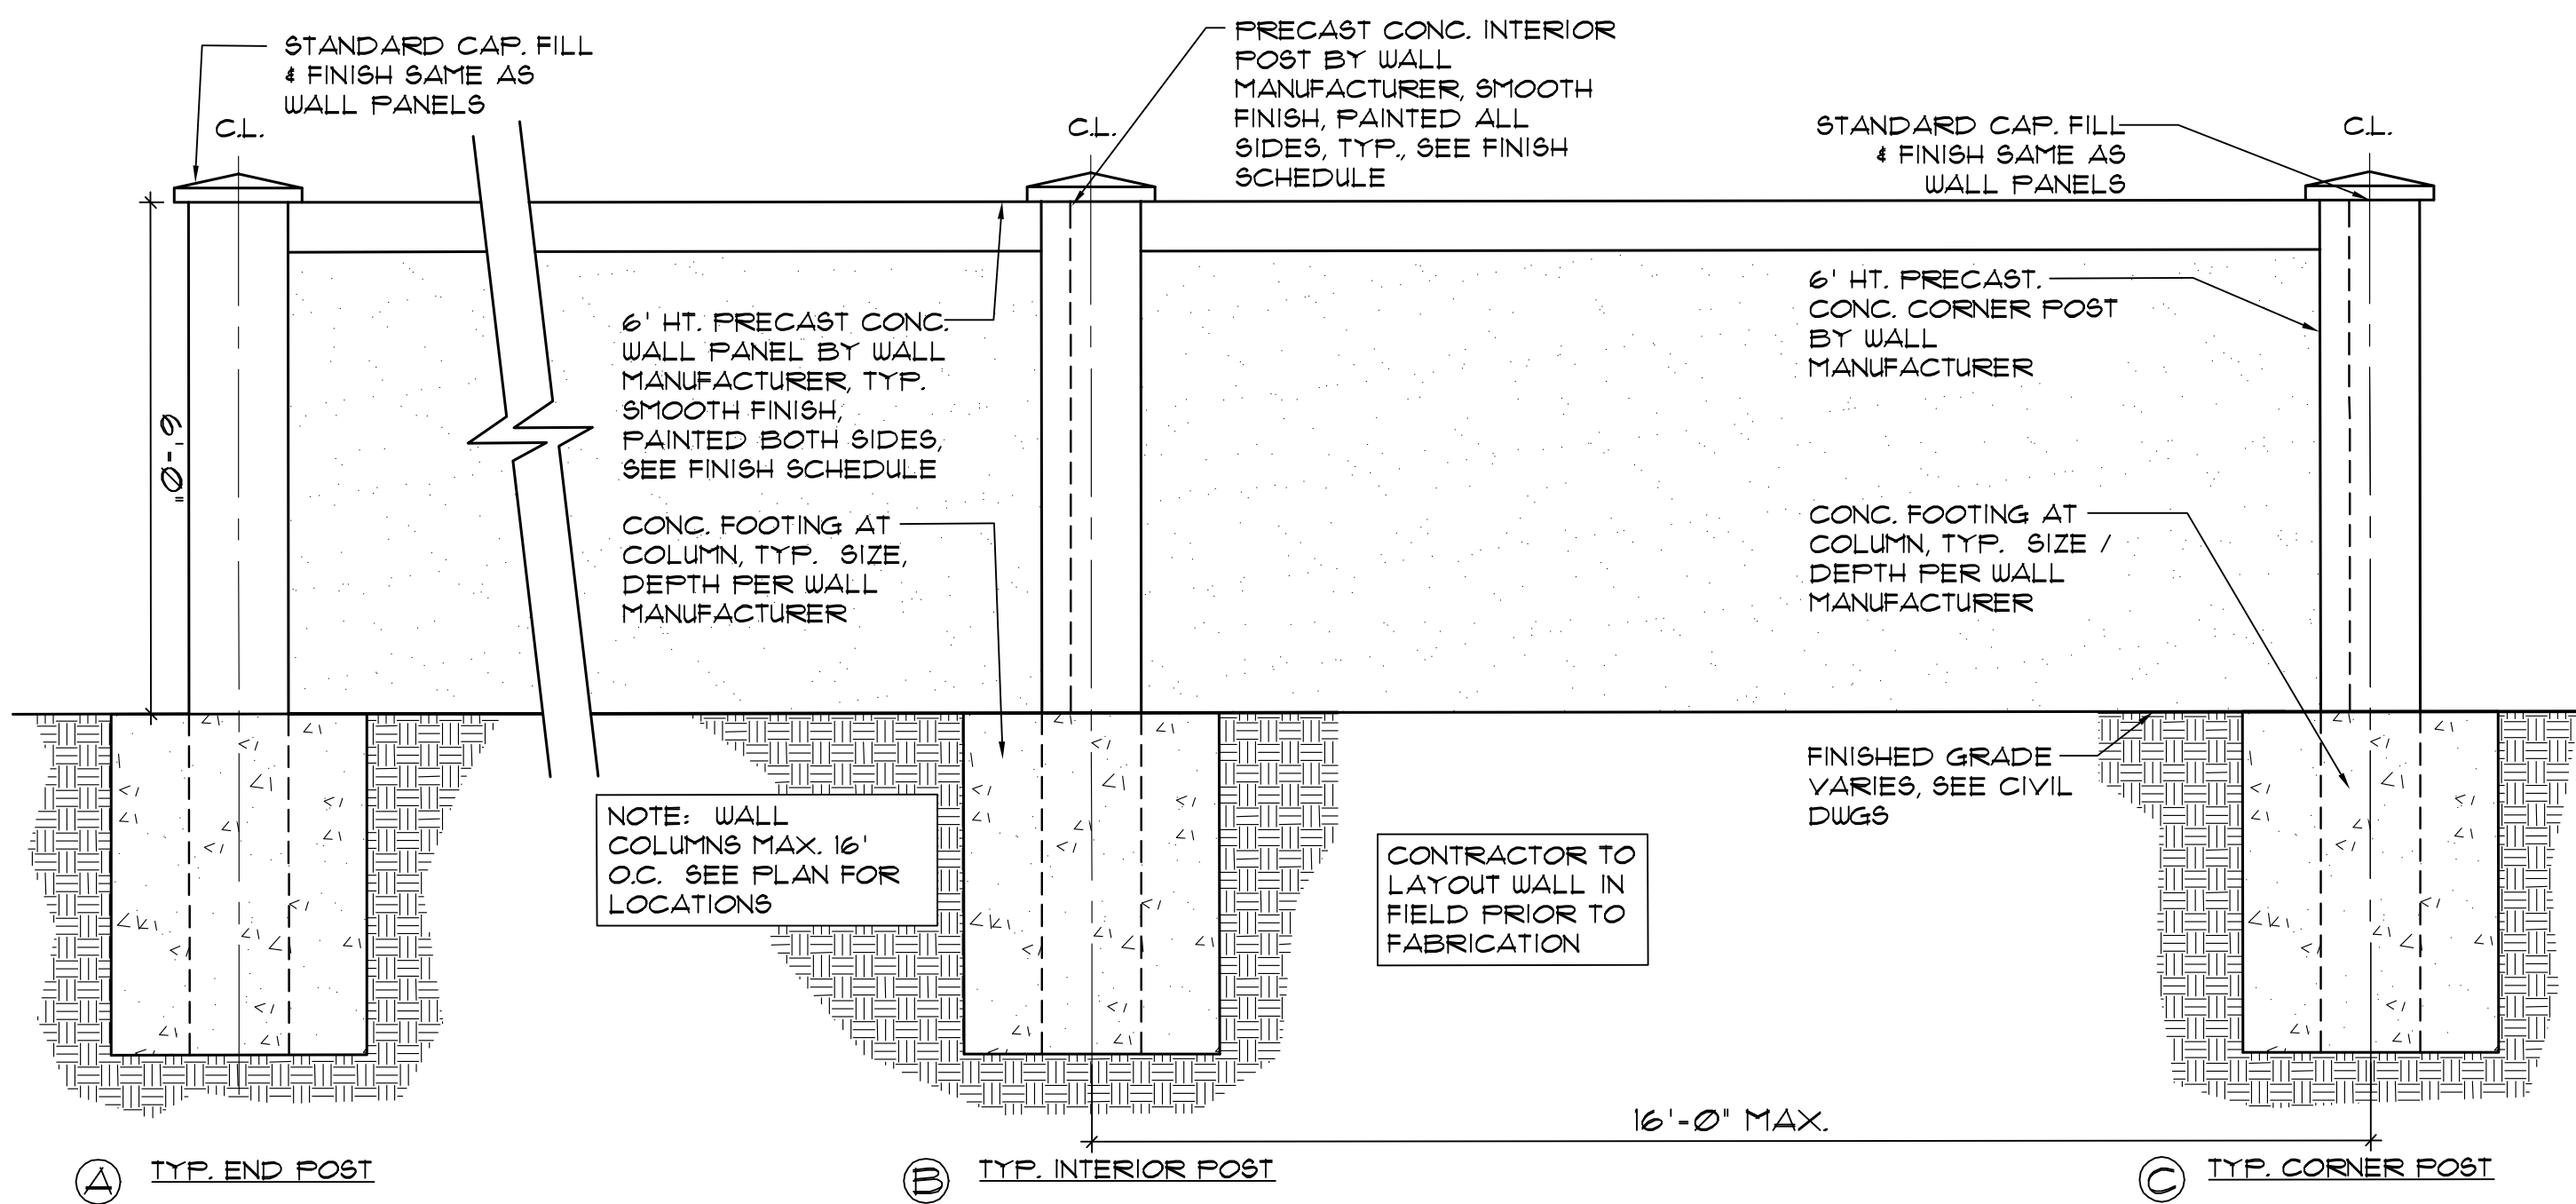 STANDARD CAP. FILL
& FINISH SAME AS
WALL PANELS
C.L.
PRECAST CONC. INTERIOR
POST BY WALL
MANUFACTURER, SMOOTH
FINISH, PAINTED ALL
SIDES, TYP., SEE FINISH
SCHEDULE
C.L.
STANDARD CAP. FILL
& FINISH SAME AS
WALL PANELS
C.L.
6'-0"
6' HT. PRECAST CONC.
WALL PANEL BY WALL
MANUFACTURER, TYP.
SMOOTH FINISH,
PAINTED BOTH SIDES,
SEE FINISH SCHEDULE
CONC. FOOTING AT
COLUMN, TYP. SIZE,
DEPTH PER WALL
MANUFACTURER
6' HT. PRECAST.
CONC. CORNER POST
BY WALL
MANUFACTURER
CONC. FOOTING AT
COLUMN, TYP. SIZE /
DEPTH PER WALL
MANUFACTURER
FINISHED GRADE
VARIES, SEE CIVIL
DWGS
NOTE: WALL
COLUMNS MAX. 16'
O.C. SEE PLAN FOR
LOCATIONS
CONTRACTOR TO
LAYOUT WALL IN
FIELD PRIOR TO
FABRICATION
16'-0" MAX.
A TYP. END POST
B TYP. INTERIOR POST
C TYP. CORNER POST